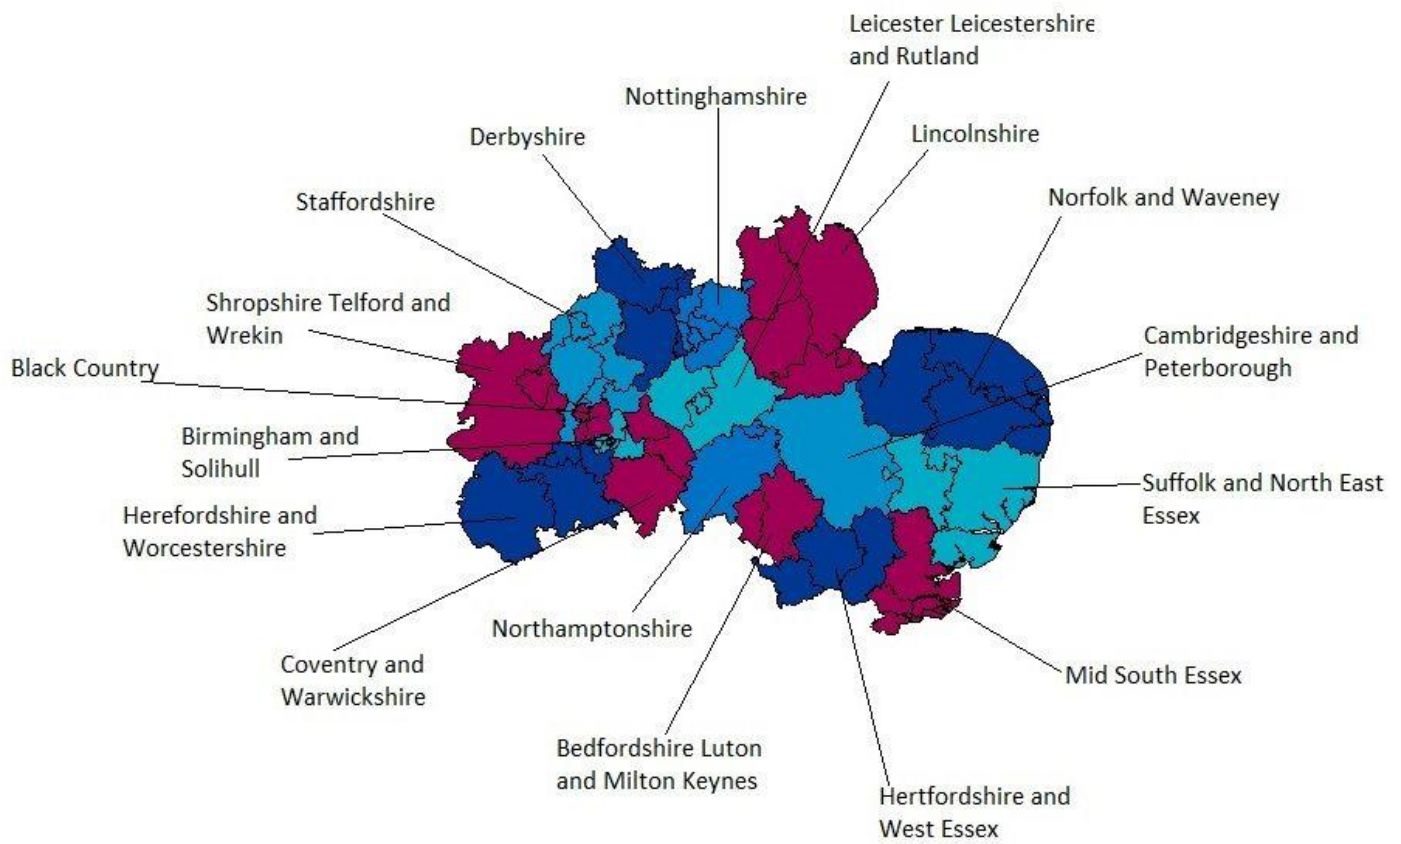 Leicester Leicestershire
and Rutland
Nottinghamshire
Lincolnshire
Derbyshire
Norfolk and Waveney
Staffordshire
Shropshire Telford and
Wrekin
Cambridgeshire and
Peterborough
Black Country
Birmingham and
Solihull
Suffolk and North East
Essex
Herefordshire and
Worcestershire
Northamptonshire
Coventry and
Warwickshire
Mid South Essex
Bedfordshire Luton
and Milton Keynes
Hertfordshire and
West Essex